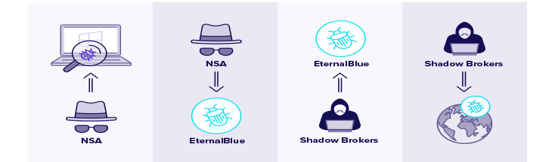 NSA
NSA
EternalBlue
EternalBlue
Shadow Brokers
Shadow Brokers